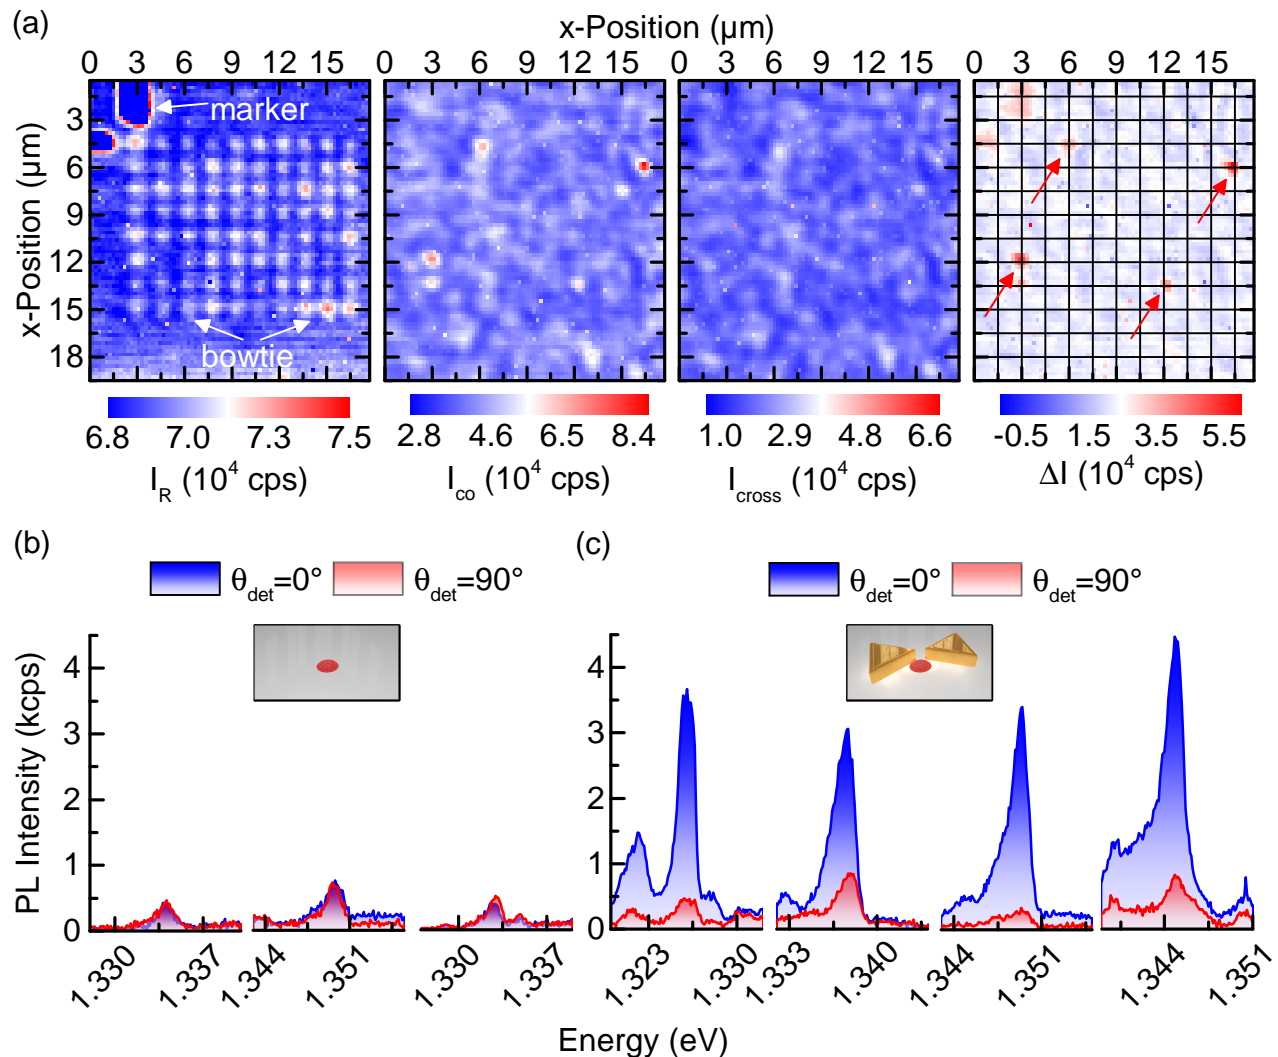 (a)
x-Position (μm)
0 3 6 9 12 15
0 3 6 9 12 15
0 3 6 9 12 15
0 3 6 9 12 15
x-Position (μm)
3
6
9
12
15
18
marker
bowtie
6.8 7.0 7.3 7.5
I_R (10^4 cps)
2.8 4.6 6.5 8.4
I_co (10^4 cps)
1.0 2.9 4.8 6.6
I_cross (10^4 cps)
-0.5 1.5 3.5 5.5
ΔI (10^4 cps)
(b)
θ_det=0° θ_det=90°
PL Intensity (kcps)
4
3
2
1
0
1.330 1.337 1.344 1.351 1.330 1.337
(c)
θ_det=0° θ_det=90°
4
3
2
1
0
1.323 1.330 1.333 1.340 1.344 1.351 1.344 1.351
Energy (eV)